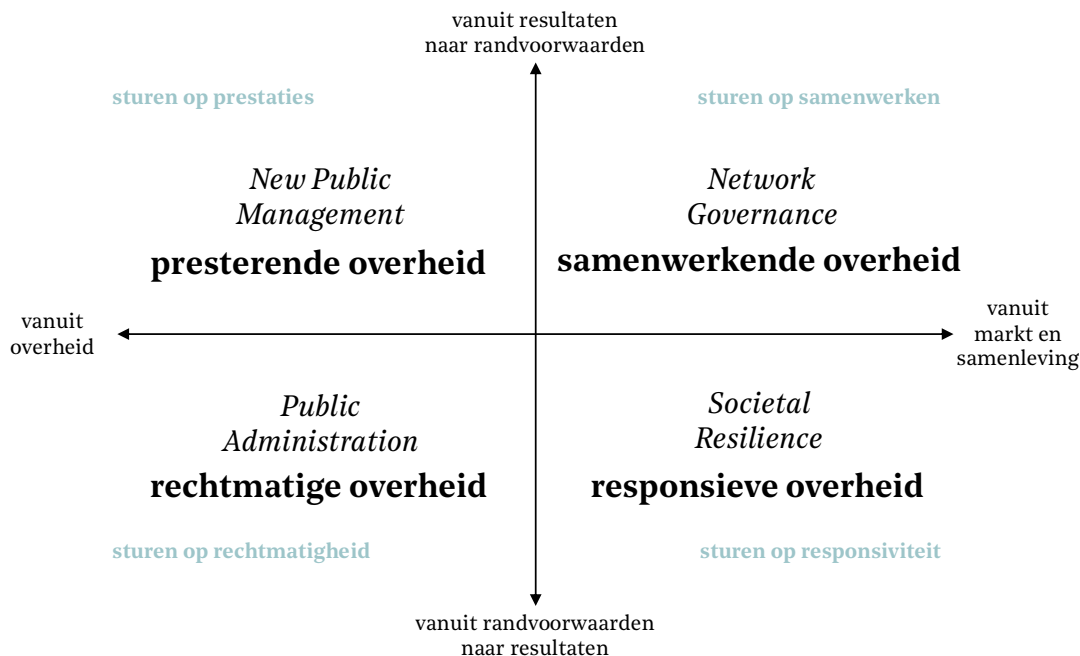 vanuit resultaten
naar randvoorwaarden
sturen op prestaties
sturen op samenwerken
New Public
Management
presterende overheid
Network
Governance
samenwerkende overheid
vanuit
overheid
vanuit
markt en
samenleving
Public
Administration
rechtmatige overheid
Societal
Resilience
responsieve overheid
sturen op rechtmatigheid
sturen op responsiviteit
vanuit randvoorwaarden
naar resultaten